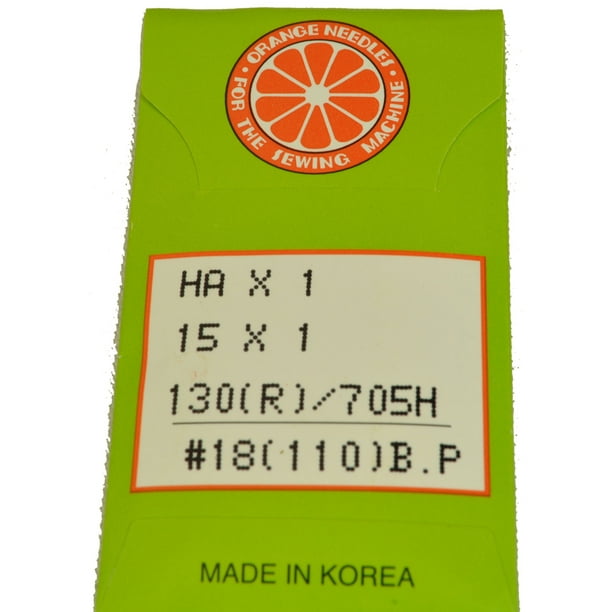 • ORANGE NEEDLES •
FOR THE SEWING MACHINE
HA X 1
15 X 1
130(R)/705H
#18(110)B.P
MADE IN KOREA